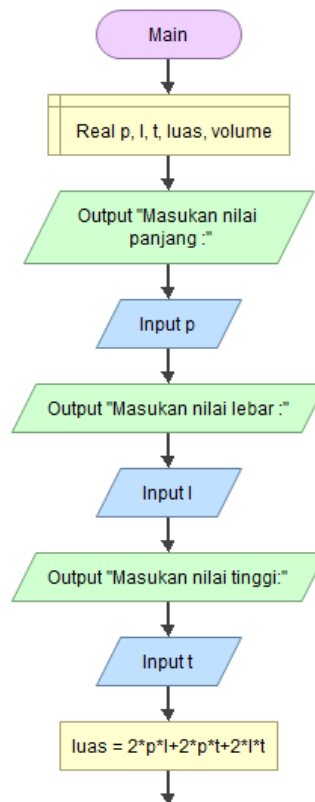 Main
Real p, l, t, luas, volume
Output "Masukan nilai
panjang :"
Input p
Output "Masukan nilai lebar :"
Input l
Output "Masukan nilai tinggi:"
Input t
luas = 2*p*l+2*p*t+2*l*t